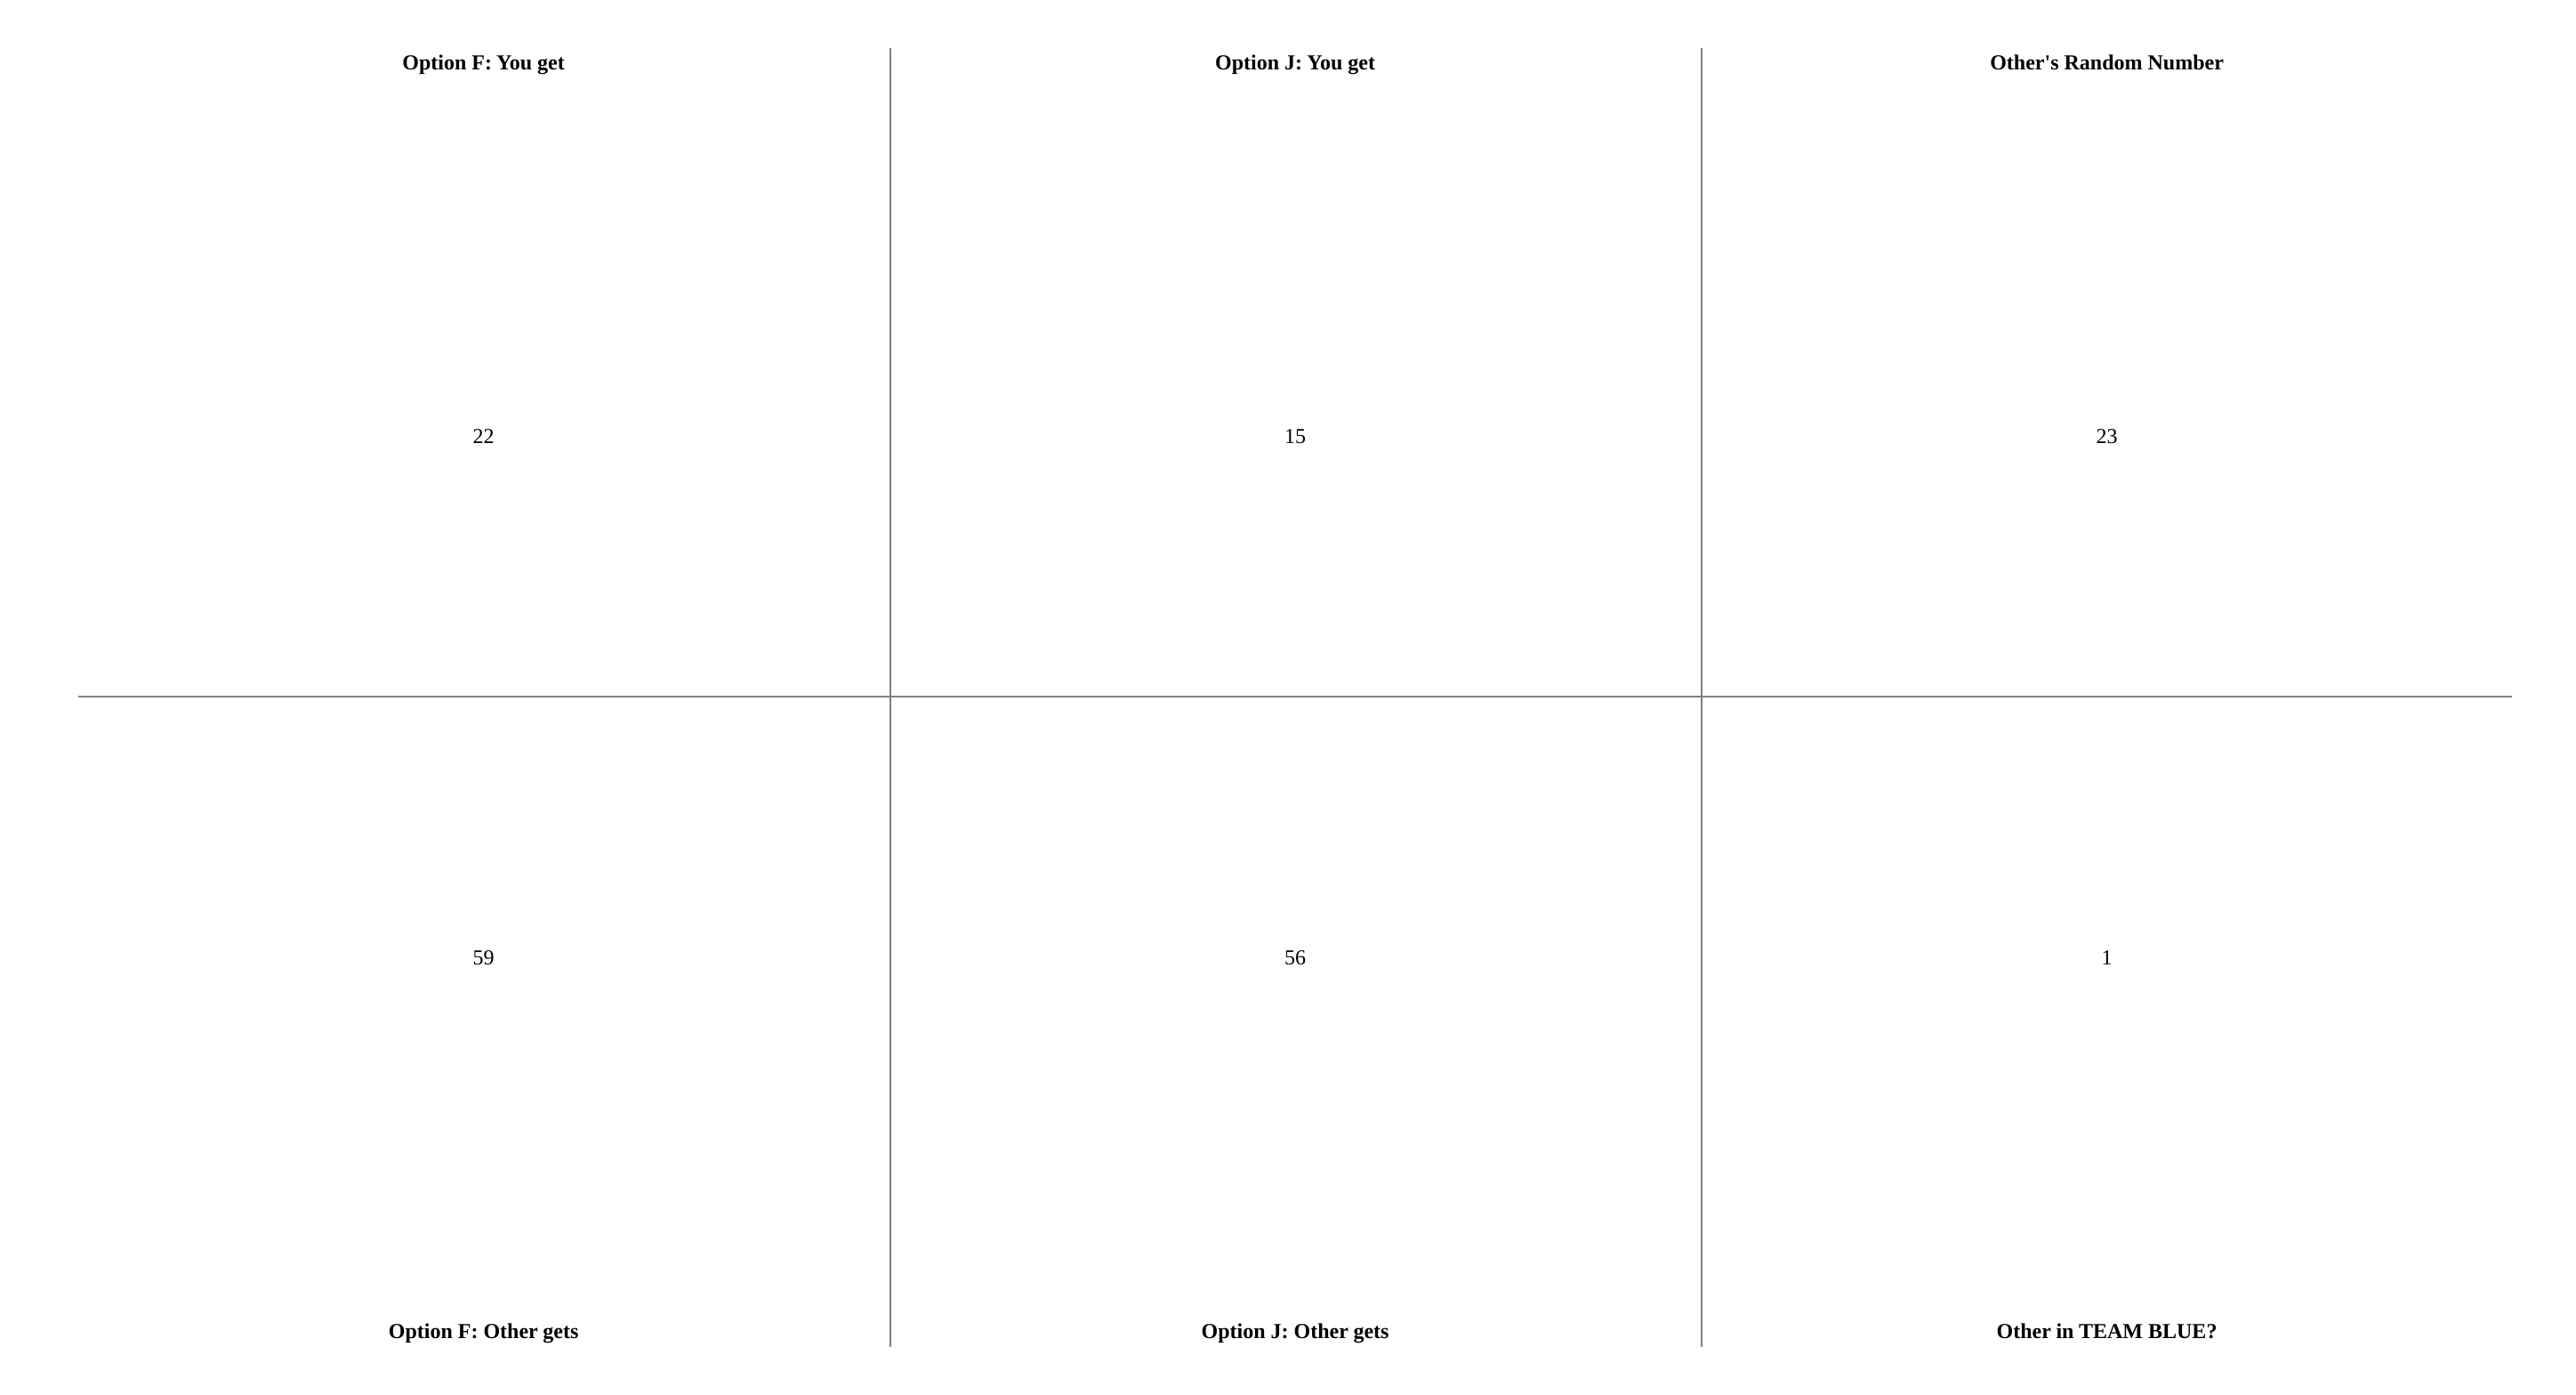 Option F: You get
Option J: You get
Other's Random Number
22
15
23
59
56
1
Option F: Other gets
Option J: Other gets
Other in TEAM BLUE?